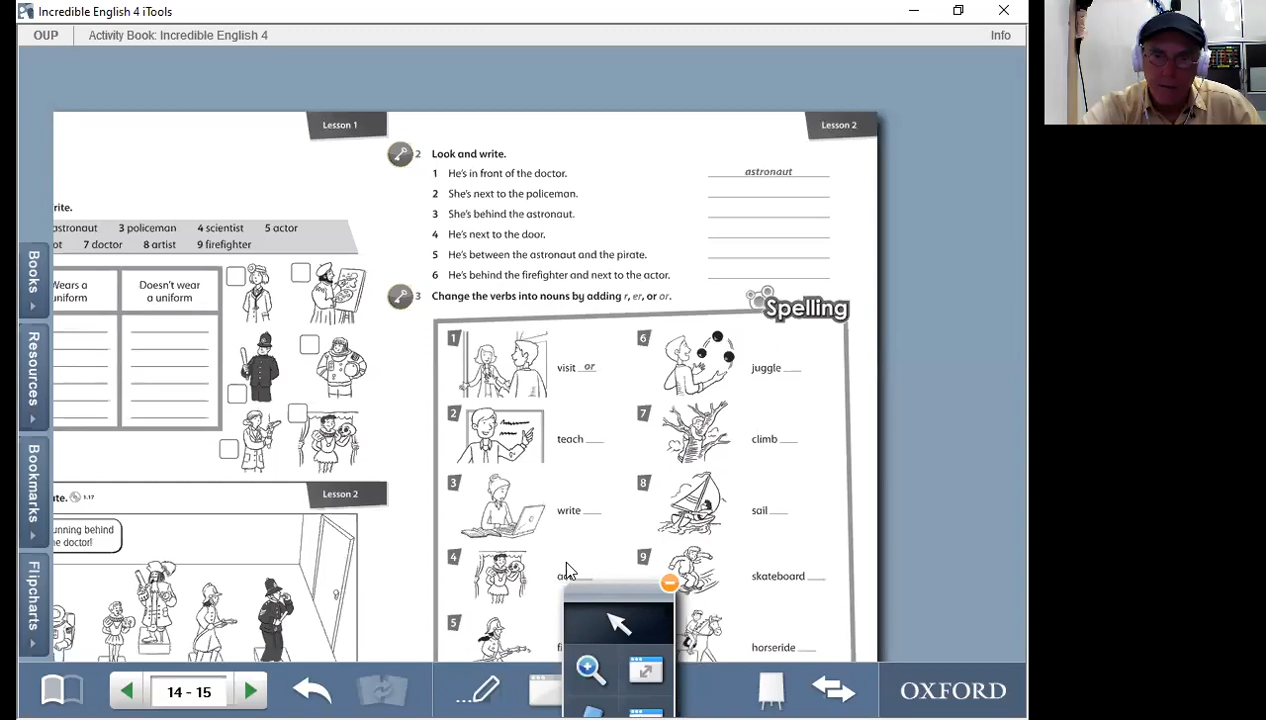 Incredible English 4 iTools
OUP
Activity Book: Incredible English 4
Info
Lesson 1
rite.
astronaut 3 policeman 4 scientist 5 actor
ot 7 doctor 8 artist 9 firefighter
Wears a
uniform
Doesn't wear
a uniform
ite. 1.17
Lesson 2
unning behind
e doctor!
Lesson 2
2 Look and write.
1 He's in front of the doctor. astronaut
2 She's next to the policeman.
3 She's behind the astronaut.
4 He's next to the door.
5 He's between the astronaut and the pirate.
6 He's behind the firefighter and next to the actor.
3 Change the verbs into nouns by adding r, er, or or.
Spelling
1 visit or
2 teach
3 write
4
5
6 juggle
7 climb
8 sail
9 skateboard
horseride
Books
Resources
Bookmarks
Flipcharts
14 - 15
OXFORD